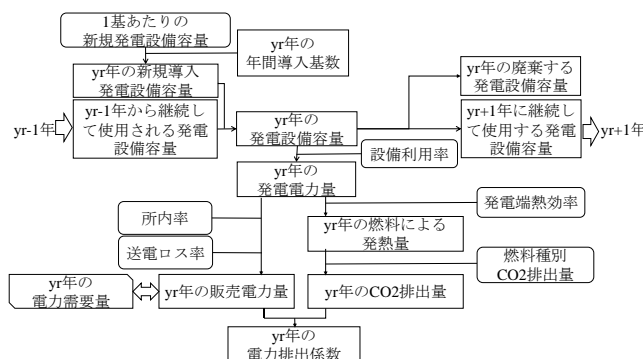 1基あたりの
新規発電設備容量
yr年の
年間導入基数
yr年の新規導入
発電設備容量
yr年の廃棄する
発電設備容量
yr-1年
yr-1年から継続し
て使用される発電
設備容量
yr年の
発電設備容量
yr+1年に継続し
て使用する発電
設備容量
yr+1年
設備利用率
yr年の
発電電力量
所内率
発電端熱効率
yr年の燃料による
発熱量
送電ロス率
燃料種別
CO2排出量
yr年の
電力需要量
yr年の販売電力量
yr年のCO2排出量
yr年の
電力排出係数